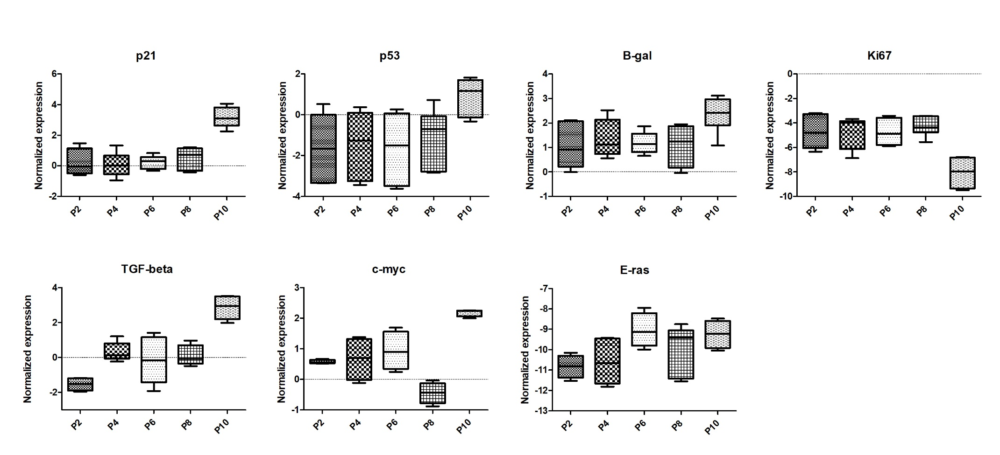 p21
Normalized expression
6
4
2
0
-2
P2 P4 P6 P8 P10
p53
Normalized expression
2
0
-2
-4
P2 P4 P6 P8 P10
B-gal
Normalized expression
4
3
2
1
0
-1
P2 P4 P6 P8 P10
Ki67
Normalized expression
0
-2
-4
-6
-8
-10
P2 P4 P6 P8 P10
TGF-beta
Normalized expression
4
2
0
-2
P2 P4 P6 P8 P10
c-myc
Normalized expression
3
2
1
0
-1
P2 P4 P6 P8 P10
E-ras
Normalized expression
-7
-8
-9
-10
-11
-12
-13
P2 P4 P6 P8 P10